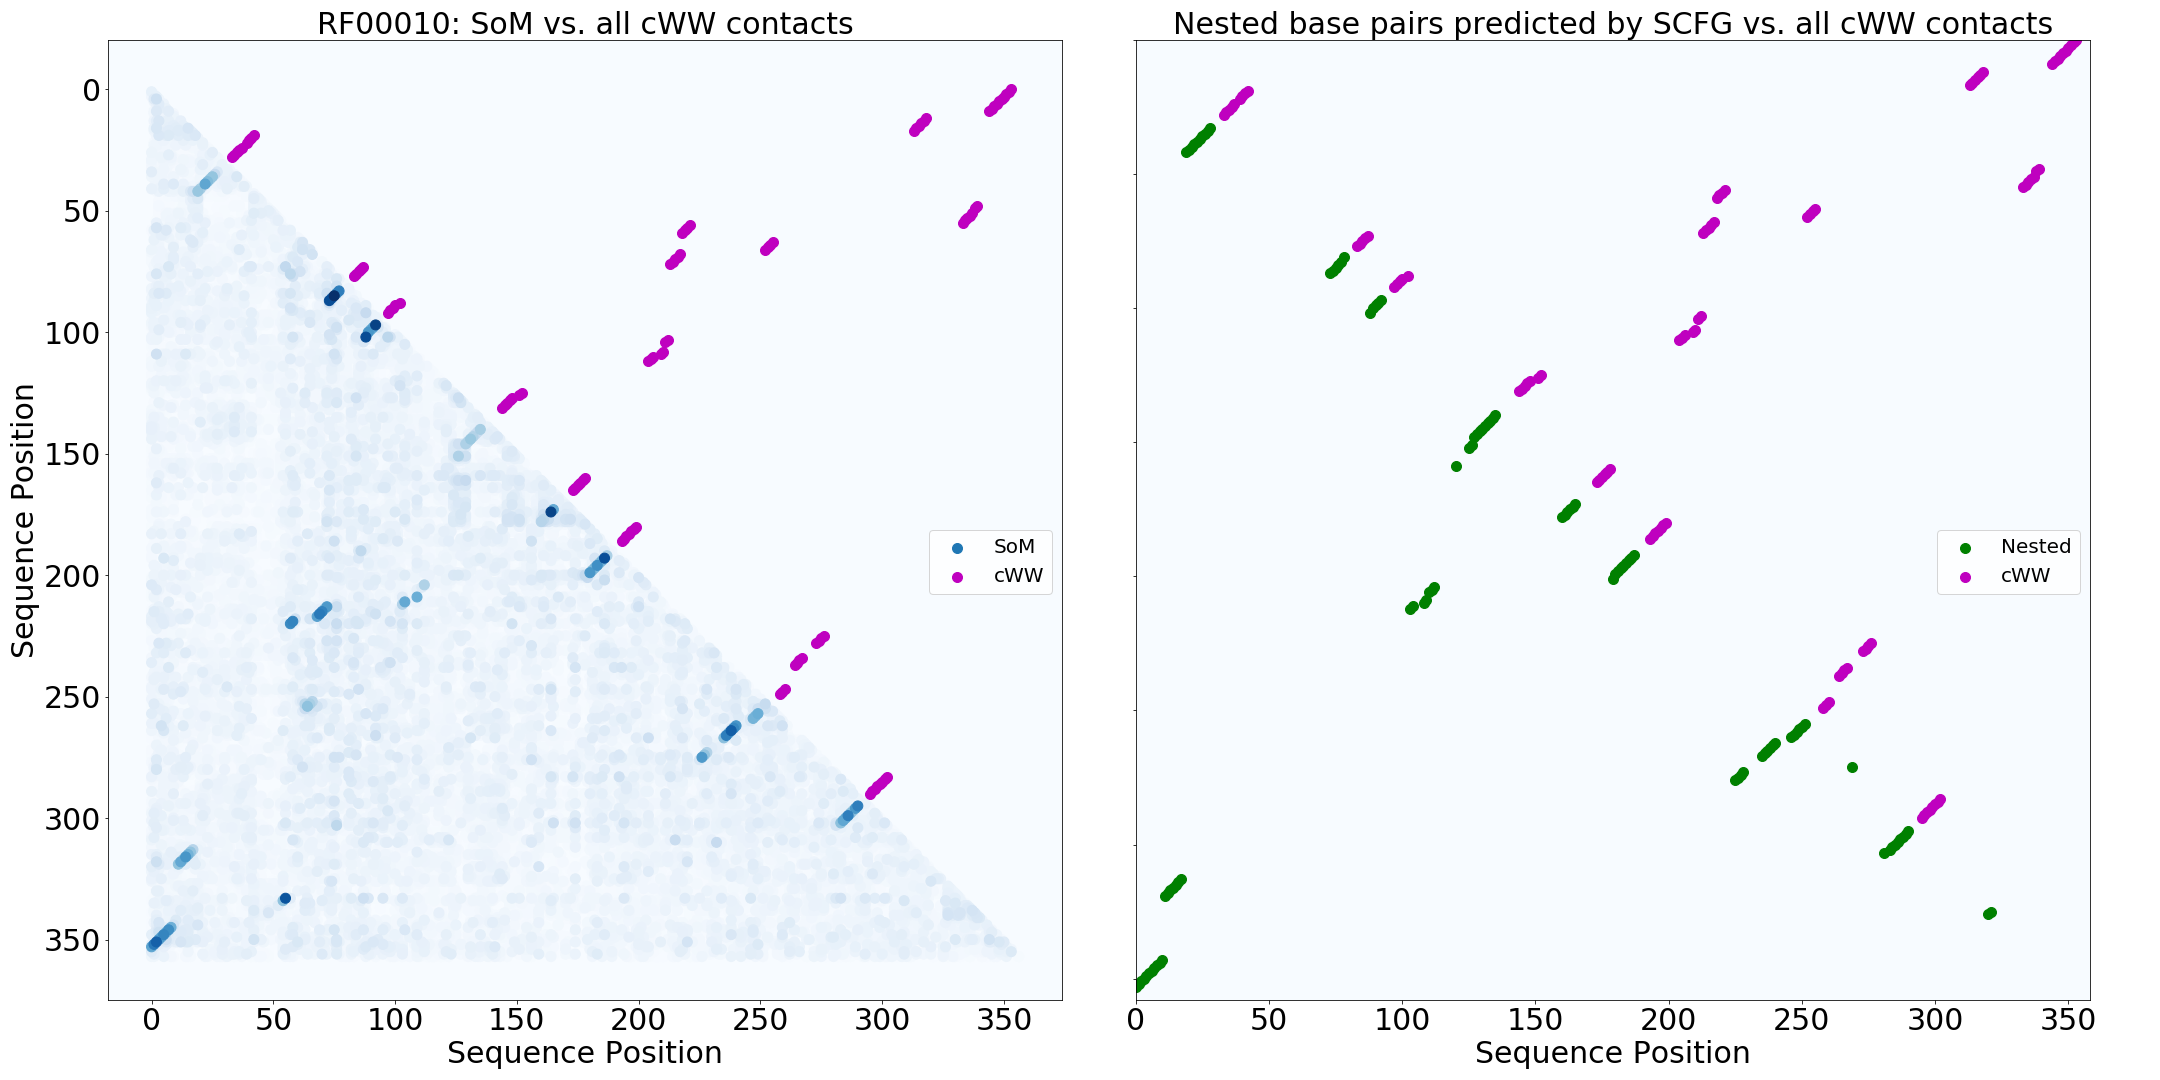 RF00010: SoM vs. all cWW contacts
Sequence Position
0
50
100
150
200
250
300
350
SoM
cWW
0 50 100 150 200 250 300 350
Sequence Position
Nested base pairs predicted by SCFG vs. all cWW contacts
Nested
cWW
0 50 100 150 200 250 300 350
Sequence Position